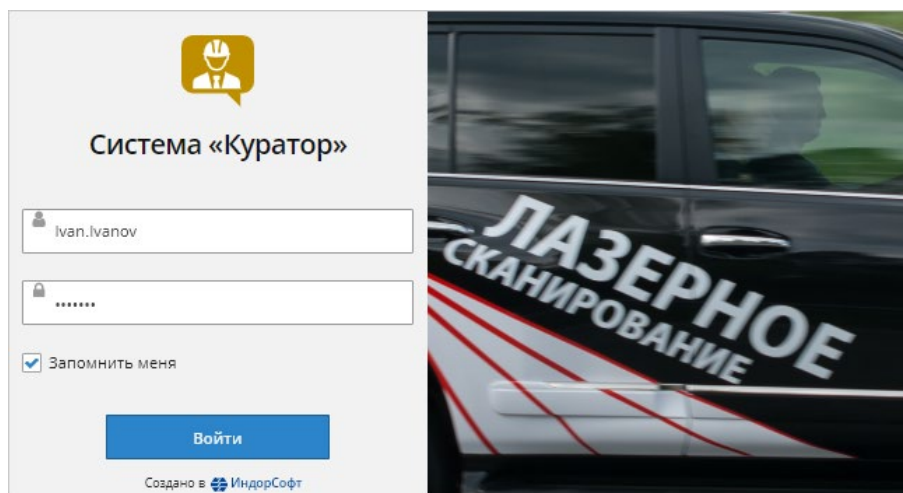 Система «Куратор»
Ivan.Ivanov
•••••••
Запомнить меня
Войти
Создано в ИндорСофт
ЛАЗЕРНОЕ
СКАНИРОВАНИЕ